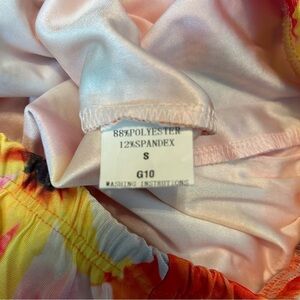 88%POLYESTER
12%SPANDEX
S
G10
WASHING INSTRUCTIONS